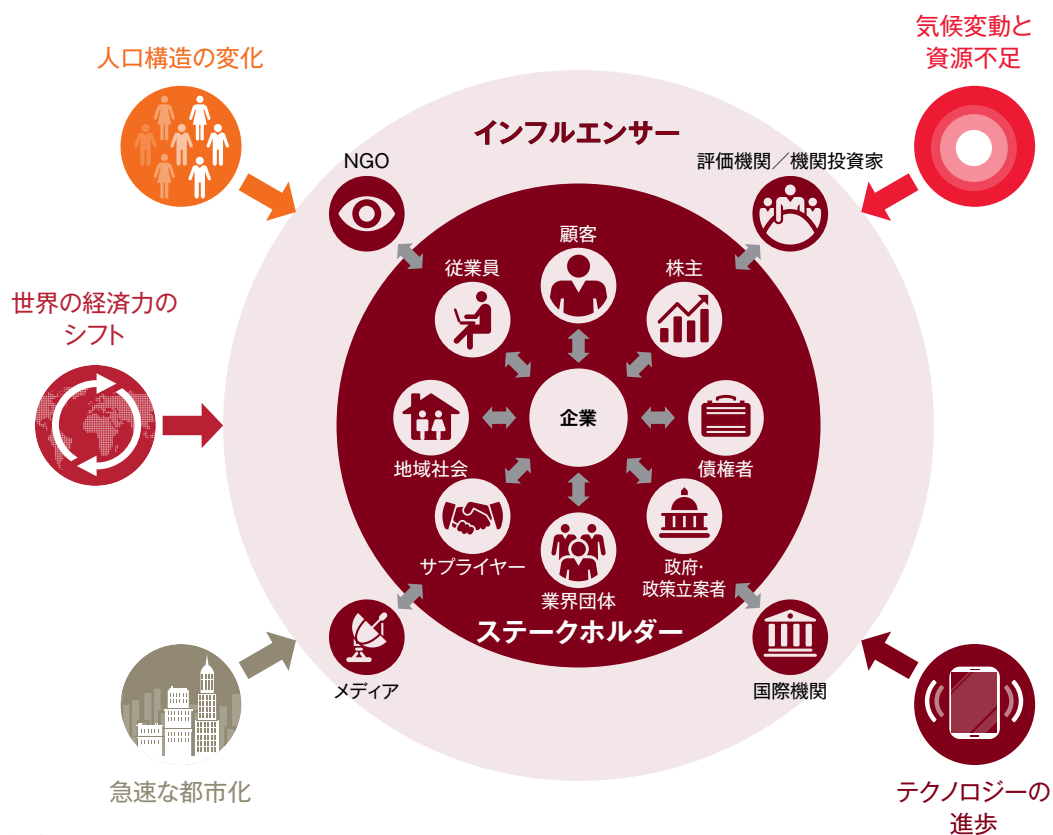 人口構造の変化
気候変動と
資源不足
インフルエンサー
NGO
評価機関／機関投資家
顧客
従業員
株主
世界の経済力の
シフト
企業
地域社会
債権者
サプライヤー
業界団体
政府・
政策立案者
ステークホルダー
メディア
国際機関
急速な都市化
テクノロジーの
進歩